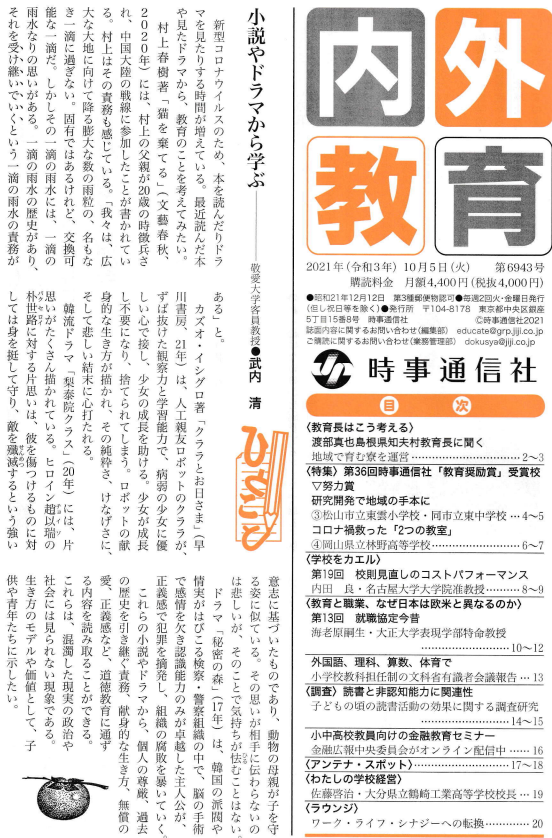 内外
教育
2021年(令和3年) 10月5日(火) 第6943号
購読料金 月額4,400円(税抜4,000円)
●昭和21年12月12日 第3種郵便物認可●毎週2回火・金曜日発行
(但し祝日等を除く)●発行所 〒104-8178 東京都中央区銀座
5丁目15番8号 時事通信社 ©時事通信社2021
誌面内容に関するお問い合わせ(編集部) educate@grp.jiji.co.jp
ご購読に関するお問い合わせ(業務管理部) dokusya@jiji.co.jp
時事通信社
目 次
〈教育長はこう考える〉
渡部真也島根県知夫村教育長に聞く
地域で育む寮を運営……2〜3
〈特集〉第36回時事通信社「教育奨励賞」受賞校
▽努力賞
研究開発で地域の手本に
③松山市立東雲小学校・同市立東中学校…4〜5
コロナ禍救った「2つの教室」
④岡山県立林野高等学校……6〜7
〈学校をカエル〉
第19回 校則見直しのコストパフォーマンス
内田 良・名古屋大学大学院准教授……8〜9
〈教育と職業、なぜ日本は欧米と異なるのか〉
第13回 就職協定今昔
海老原嗣生・大正大学表現学部特命教授
……10〜12
外国語、理科、算数、体育で
小学校教科担任制の文科省有識者会議報告…13
〈調査〉読書と非認知能力に関連性
子どもの頃の読書活動の効果に関する調査研究
……14〜15
小中高校教員向けの金融教育セミナー
金融広報中央委員会がオンライン配信中……16
〈アンテナ・スポット〉……17〜18
〈わたしの学校経営〉
佐藤啓治・大分県立鶴崎工業高等学校校長…19
〈ラウンジ〉
ワーク・ライフ・シナジーへの転換……20
ひとこと
小説やドラマから学ぶ——敬愛大学客員教授●武内 清
新型コロナウイルスのため、本を読んだりドラ
マを見たりする時間が増えている。最近読んだ本
や見たドラマから、教育のことを考えてみたい。
村上春樹著「猫を棄てる」(文藝春秋、
2020年)には、村上の父親が20歳の時徴兵さ
れ、中国大陸の戦線に参加したことが書かれてい
る。村上はその責務も感じている。「我々は、広
大な大地に向けて降る膨大な数の雨粒の、名もな
き一滴に過ぎない。固有ではあるけれど、交換可
能な一滴だ。しかしその一滴の雨水には、一滴の
雨水なりの思いがある。一滴の雨水の歴史があり、
それを受け継いでいくという一滴の雨水の責務が
ある」と。
カズオ・イシグロ著「クララとお日さま」(早
川書房、21年)は、人工親友ロボットのクララが、
ずば抜けた観察力と学習能力で、病弱の少女に優
しい心で接し、少女の成長を助ける。少女が成長
し不要になり、捨てられてしまう。ロボットの献
身的な生き方が描かれ、その純粋さ、けなげさに、
そして悲しい結末に心打たれる。
韓流ドラマ「梨泰院クラス」(20年)には、片
思いがたくさん描かれている。ヒロイン趙以瑞の
朴世路に対する片思いは、彼を傷つけるものに対
しては身を挺して守り、敵を殲滅するという強い
意志に基づいたものであり、動物の母親が子を守
る姿に似ている。その思いが相手に伝わらないの
は悲しいが、そのことで気持ちが怯むことはない。
ドラマ「秘密の森」(17年)は、韓国の派閥や
情実がはびこる検察・警察組織の中で、脳の手術
で感情を欠き認識能力のみが卓越した主人公が、
正義感で犯罪を摘発し、組織の腐敗を暴いていく。
これらの小説やドラマから、個人の尊厳、過去
の歴史を引き継ぐ責務、献身的な生き方、無償の
愛、正義感など、道徳教育に通ず
る内容を読み取ることができる。
これらは、混濁した現実の政治や
社会には見られない現象である。
生き方のモデルや価値として、子
供や青年たちに示したい。